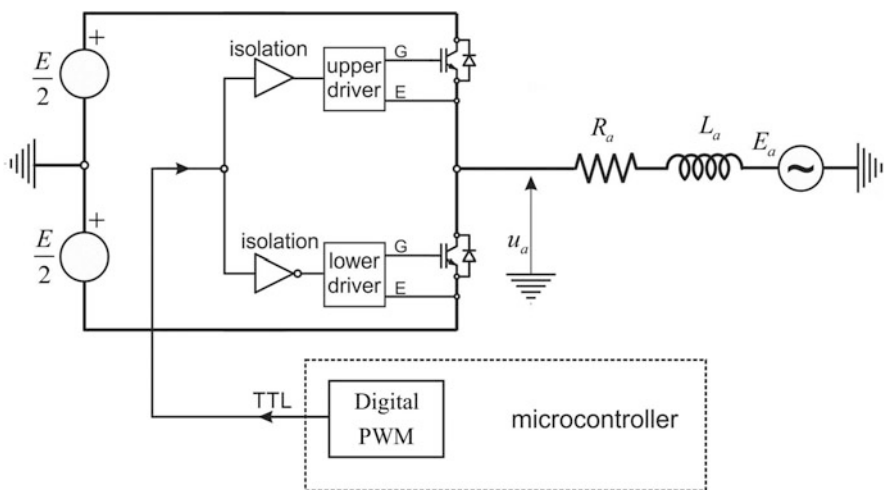 +
E
2
isolation
upper
driver
G
E
R_a
L_a
E_a
+
E
2
isolation
lower
driver
G
E
u_a
TTL
Digital
PWM
microcontroller